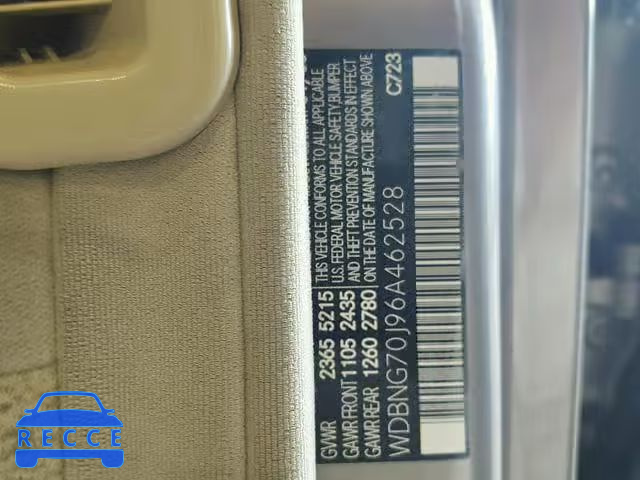 THIS VEHICLE CONFORMS TO ALL APPLICABLE
U.S. FEDERAL MOTOR VEHICLE SAFETY, BUMPER
AND THEFT PREVENTION STANDARDS IN EFFECT
ON THE DATE OF MANUFACTURE SHOWN ABOVE
GVWR 2365 5215
GAWR FRONT 1105 2435
GAWR REAR 1260 2780
WDBNG70J96A462528
C723
RECCE